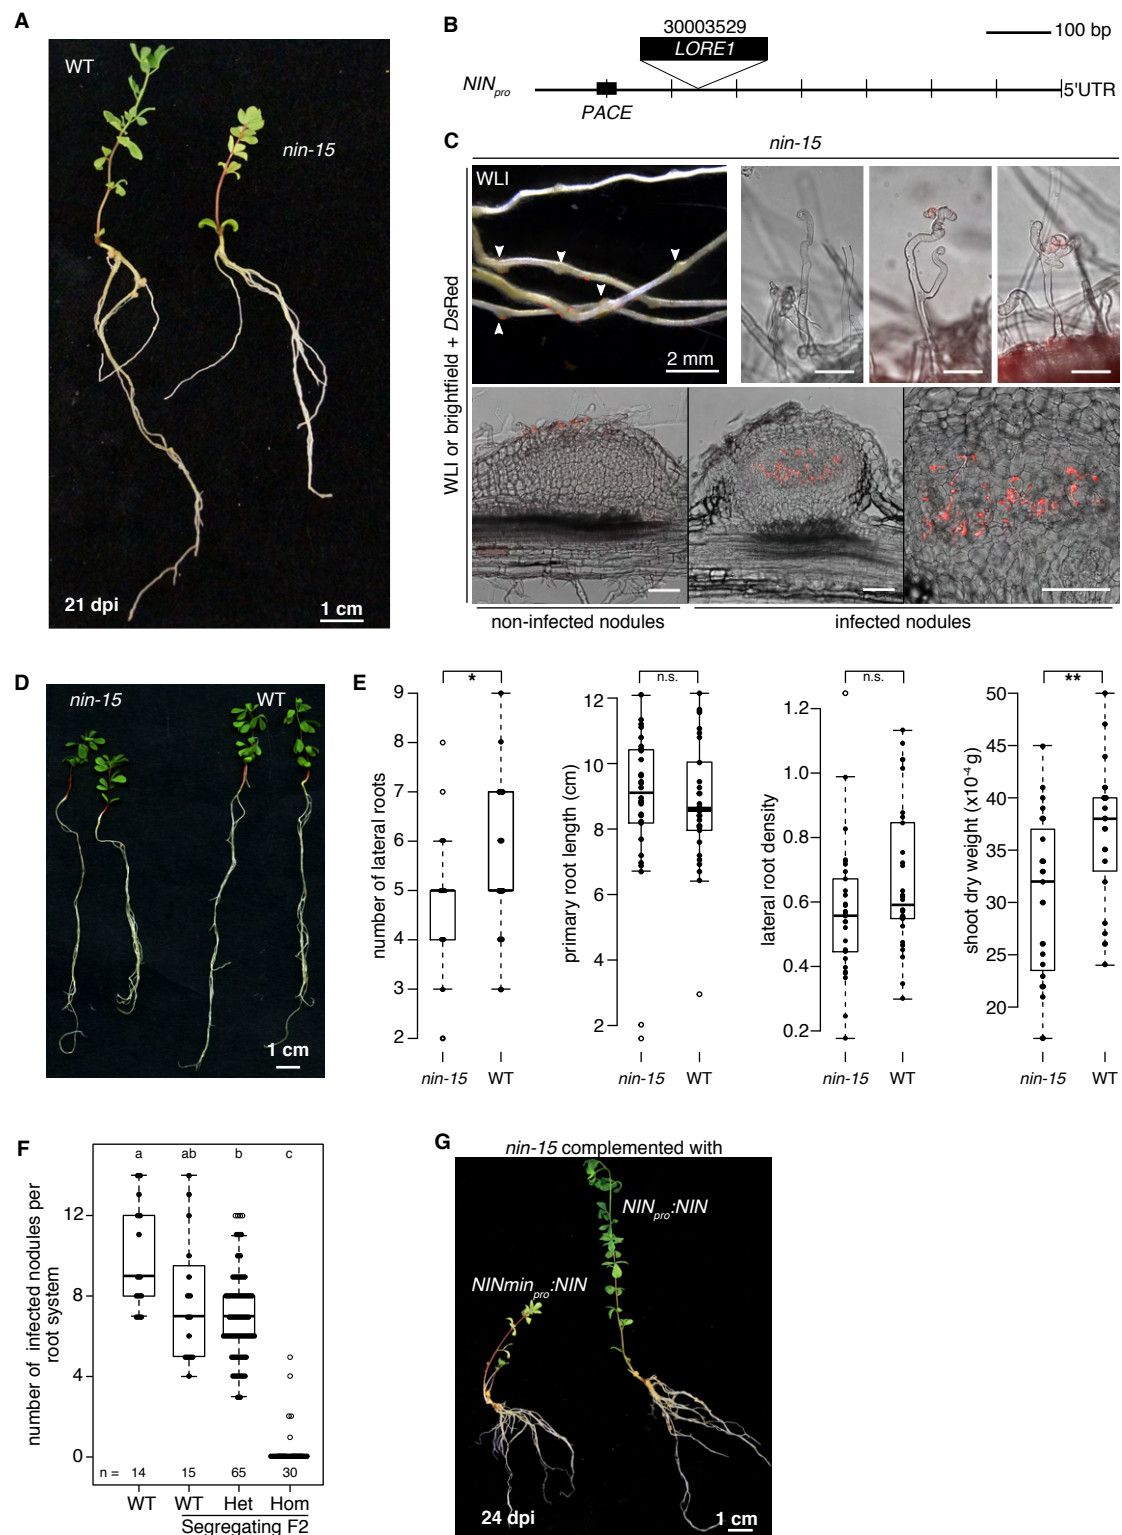 A
WT
nin-15
21 dpi
1 cm
B
30003529
LORE1
100 bp
NINpro
5'UTR
PACE
C
nin-15
WLI or brightfield + DsRed
WLI
2 mm
non-infected nodules
infected nodules
D
nin-15
WT
1 cm
E
*
number of lateral roots
9
8
7
6
5
4
3
2
nin-15
WT
n.s.
primary root length (cm)
12
10
8
6
4
2
nin-15
WT
n.s.
lateral root density
1.2
1.0
0.8
0.6
0.4
0.2
nin-15
WT
**
shoot dry weight (x10⁻⁴ g)
50
45
40
35
30
25
20
nin-15
WT
F
number of infected nodules per
root system
a
ab
b
c
12
8
4
0
n =
14
15
65
30
WT
WT
Het
Hom
Segregating F2
G
nin-15 complemented with
NINpro:NIN
NINminpro:NIN
24 dpi
1 cm